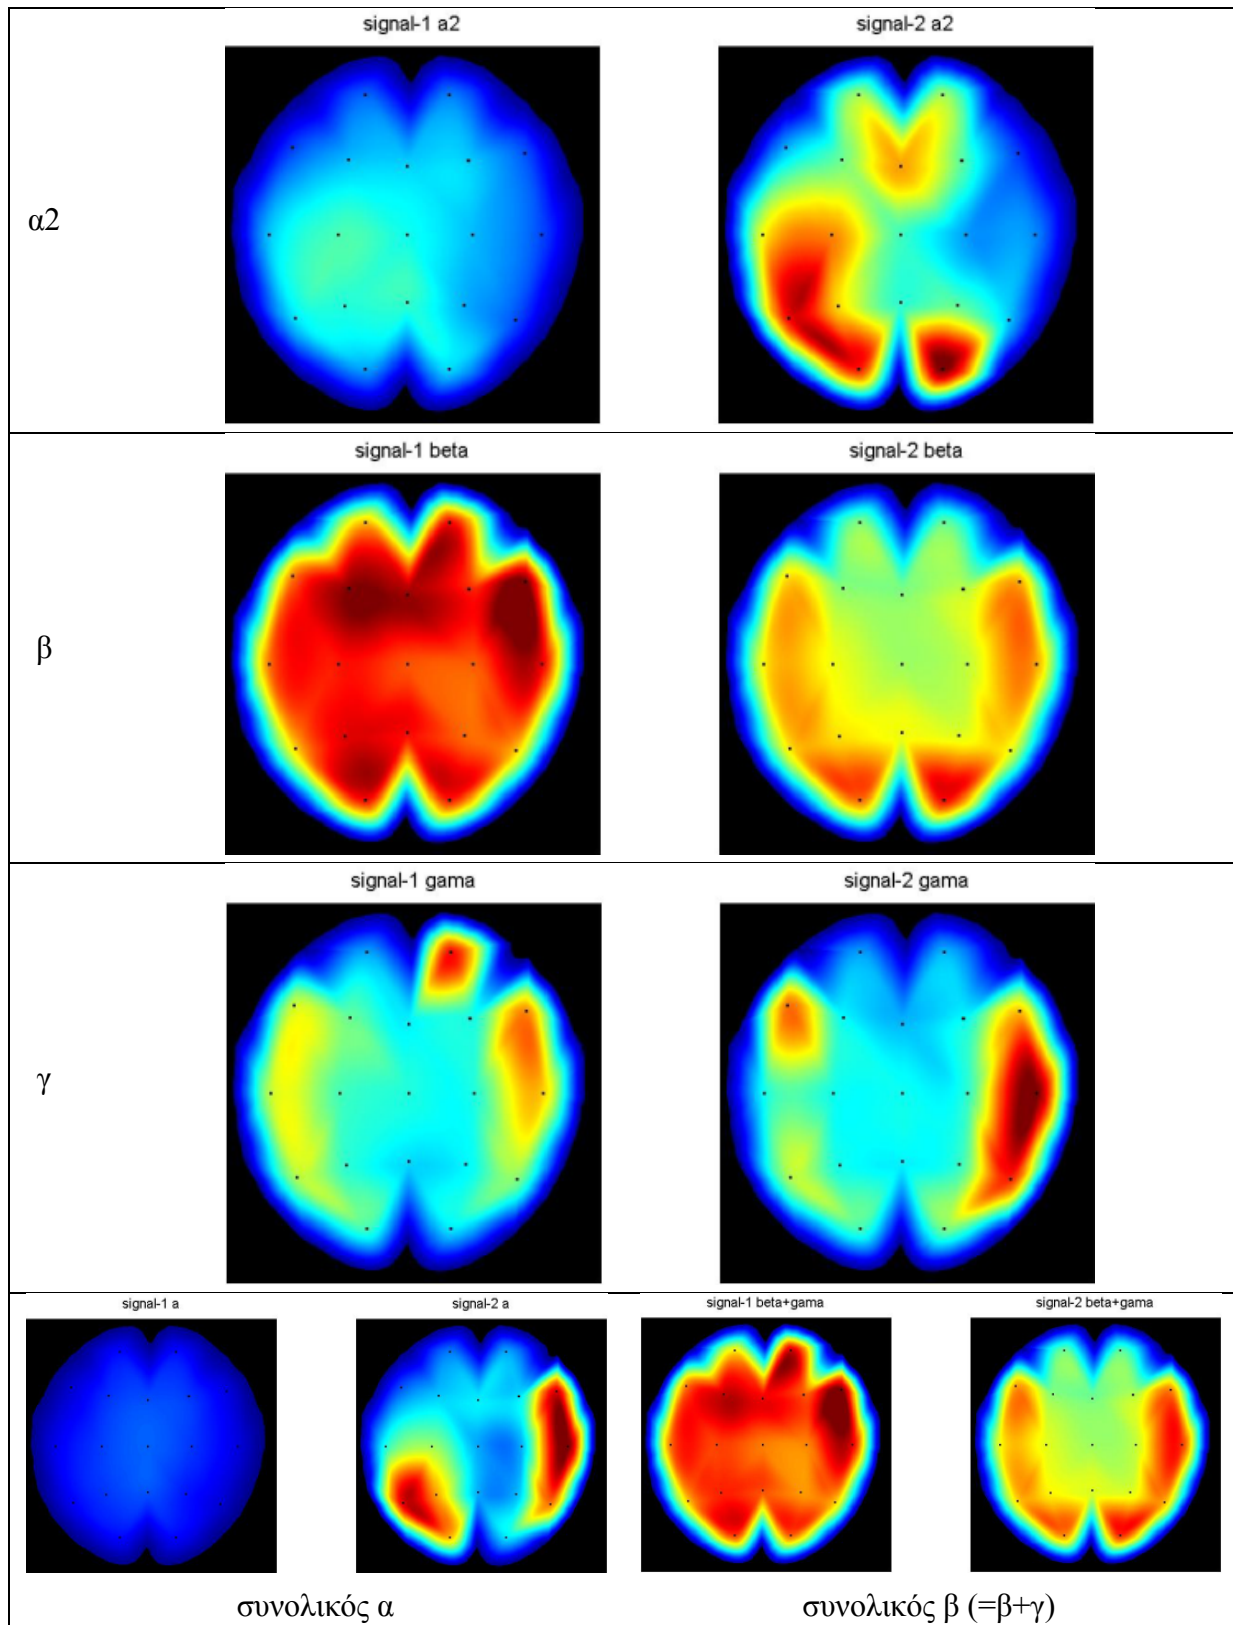 signal-1 a2 signal-2 a2
α2
signal-1 beta signal-2 beta
β
signal-1 gama signal-2 gama
γ
signal-1 a signal-2 a signal-1 beta+gama signal-2 beta+gama
συνολικός α συνολικός β (=β+γ)